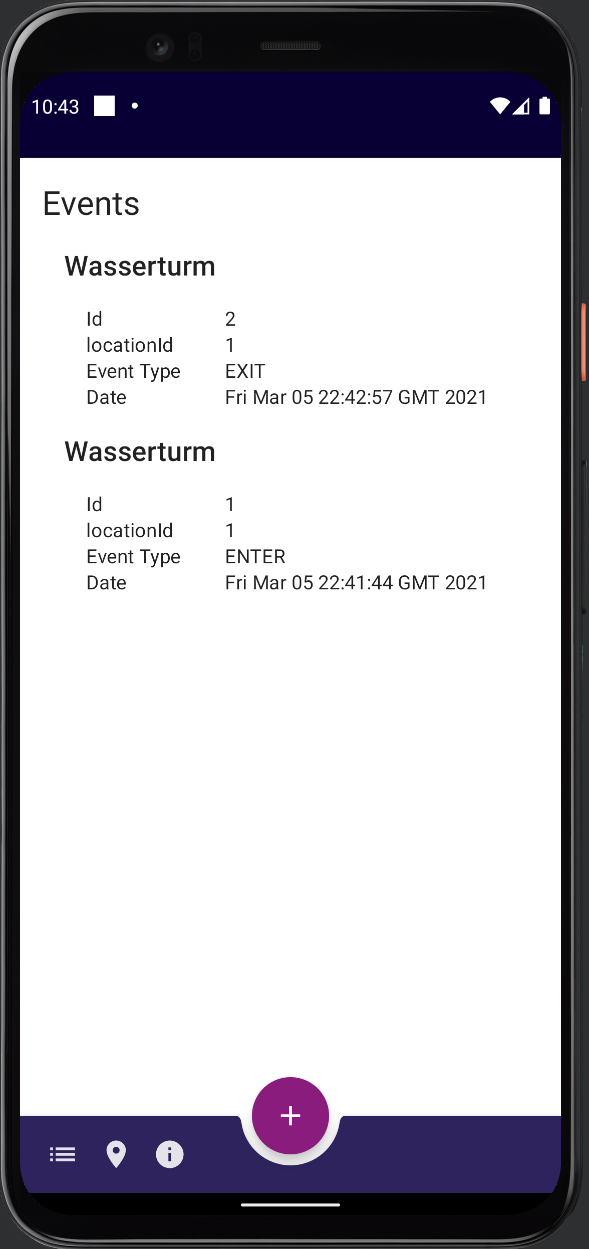 10:43
Events
Wasserturm
Id 2
locationId 1
Event Type EXIT
Date Fri Mar 05 22:42:57 GMT 2021
Wasserturm
Id 1
locationId 1
Event Type ENTER
Date Fri Mar 05 22:41:44 GMT 2021
+